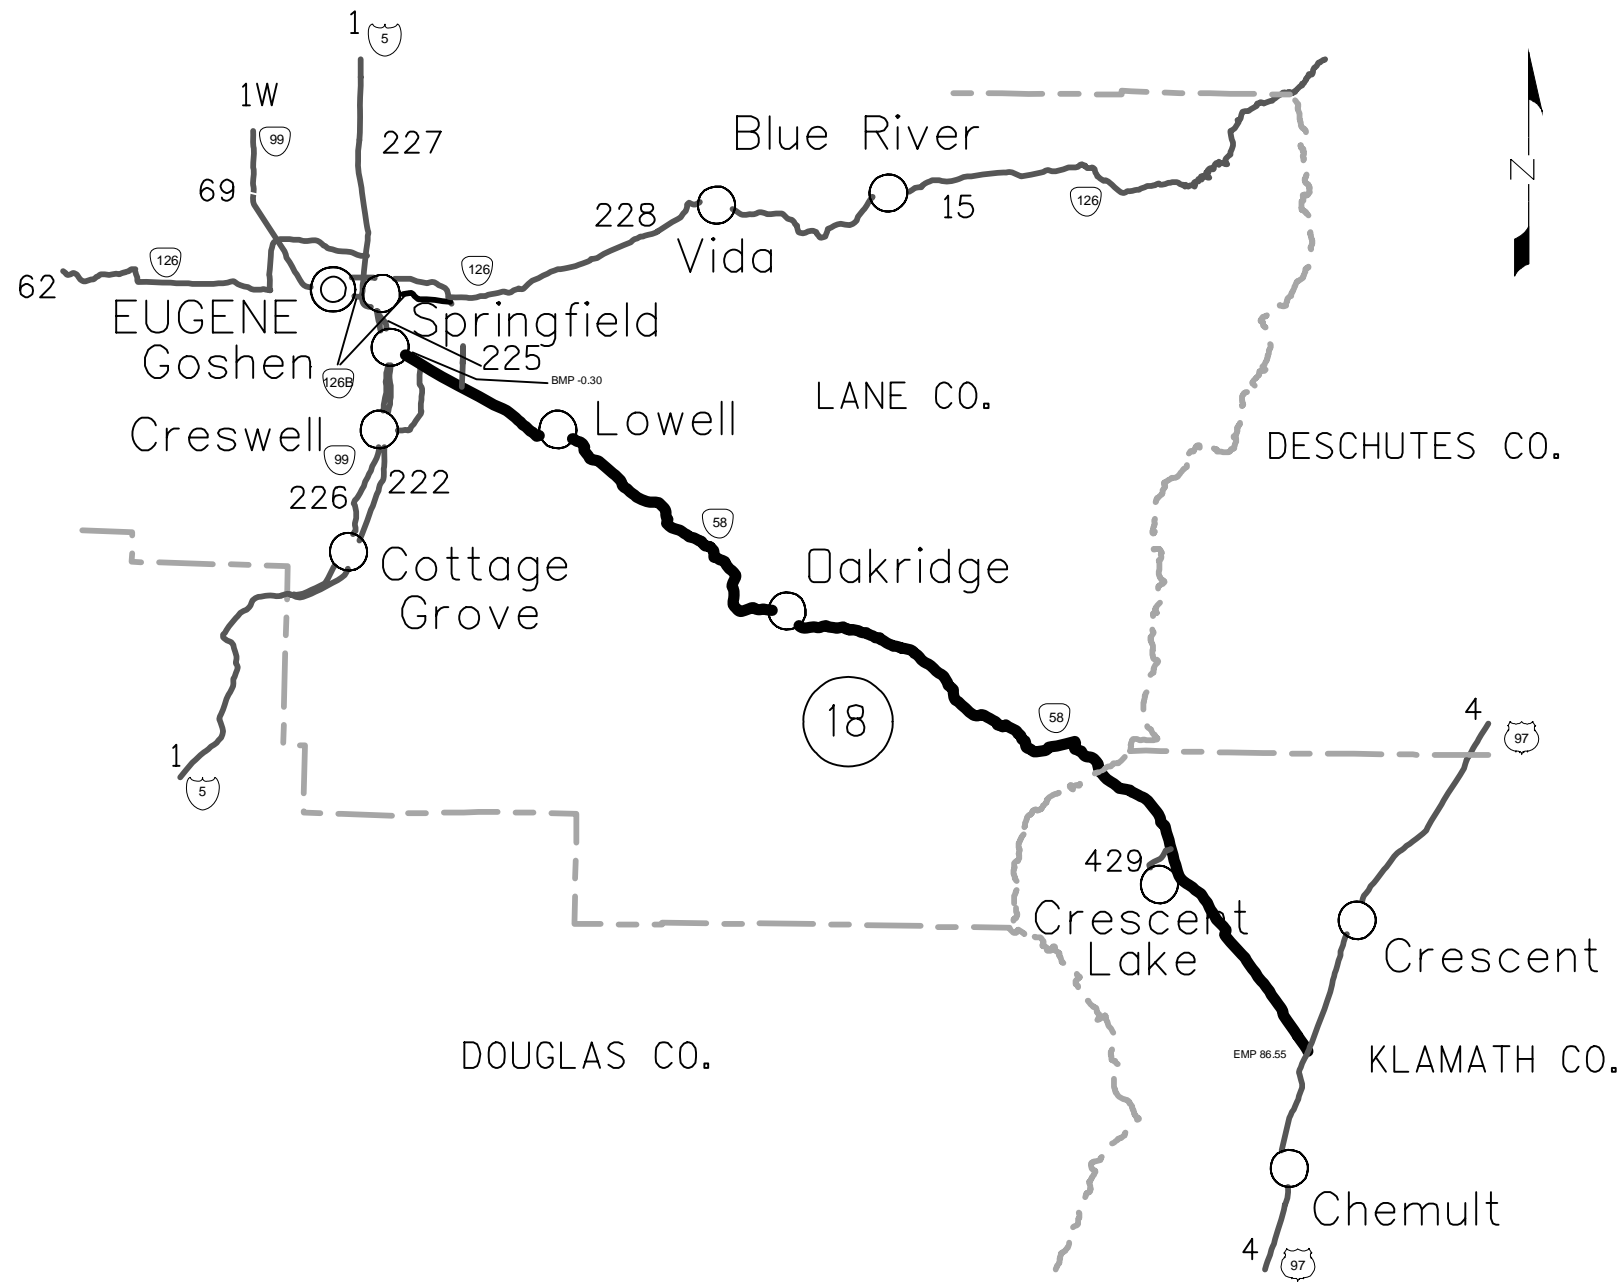 1
5
1W
99
227
Blue River
69
228
15
126
Vida
126
126
62
EUGENE
Springfield
Goshen
225
126B
BMP -0.30
LANE CO.
Lowell
Creswell
DESCHUTES CO.
99
222
226
58
N
Cottage
Grove
Oakridge
18
58
4
97
1
5
429
Crescent
Lake
Crescent
DOUGLAS CO.
EMP 86.55
KLAMATH CO.
Chemult
4
97